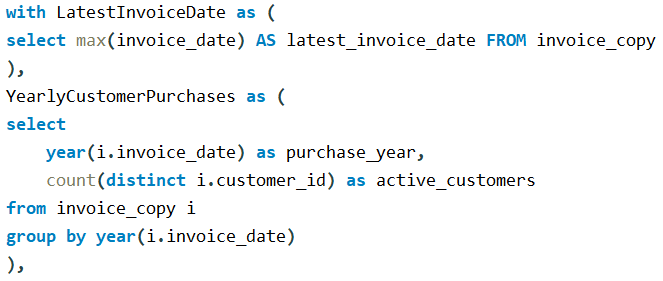 with LatestInvoiceDate as (
select max(invoice_date) AS latest_invoice_date FROM invoice_copy
),
YearlyCustomerPurchases as (
select
    year(i.invoice_date) as purchase_year,
    count(distinct i.customer_id) as active_customers
from invoice_copy i
group by year(i.invoice_date)
),